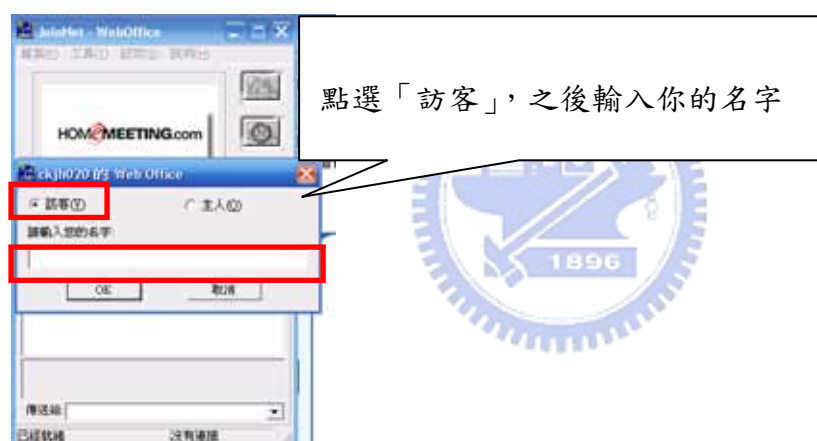 JoinNet - WebOffice
點選「訪客」,之後輸入你的名字
HOMEMEETING.com
ckjh020 的 Web Office
訪客(V) 主人(O)
請輸入您的名字:
OK 取消
1896
傳送給:
已經就緒 沒有連接